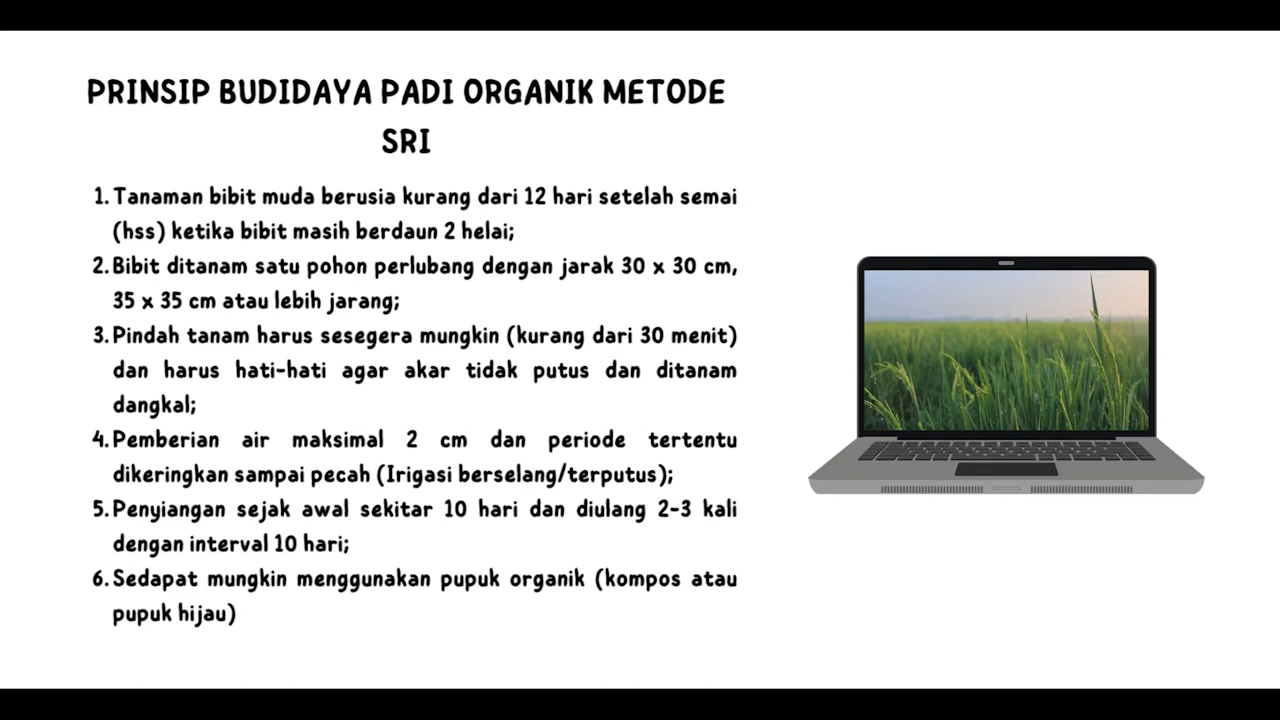 PRINSIP BUDIDAYA PADI ORGANIK METODE
SRI
1. Tanaman bibit muda berusia kurang dari 12 hari setelah semai
(hss) ketika bibit masih berdaun 2 helai;
2. Bibit ditanam satu pohon perlubang dengan jarak 30 x 30 cm,
35 x 35 cm atau lebih jarang;
3. Pindah tanam harus sesegera mungkin (kurang dari 30 menit)
dan harus hati-hati agar akar tidak putus dan ditanam
dangkal;
4. Pemberian air maksimal 2 cm dan periode tertentu
dikeringkan sampai pecah (Irigasi berselang/terputus);
5. Penyiangan sejak awal sekitar 10 hari dan diulang 2-3 kali
dengan interval 10 hari;
6. Sedapat mungkin menggunakan pupuk organik (kompos atau
pupuk hijau)